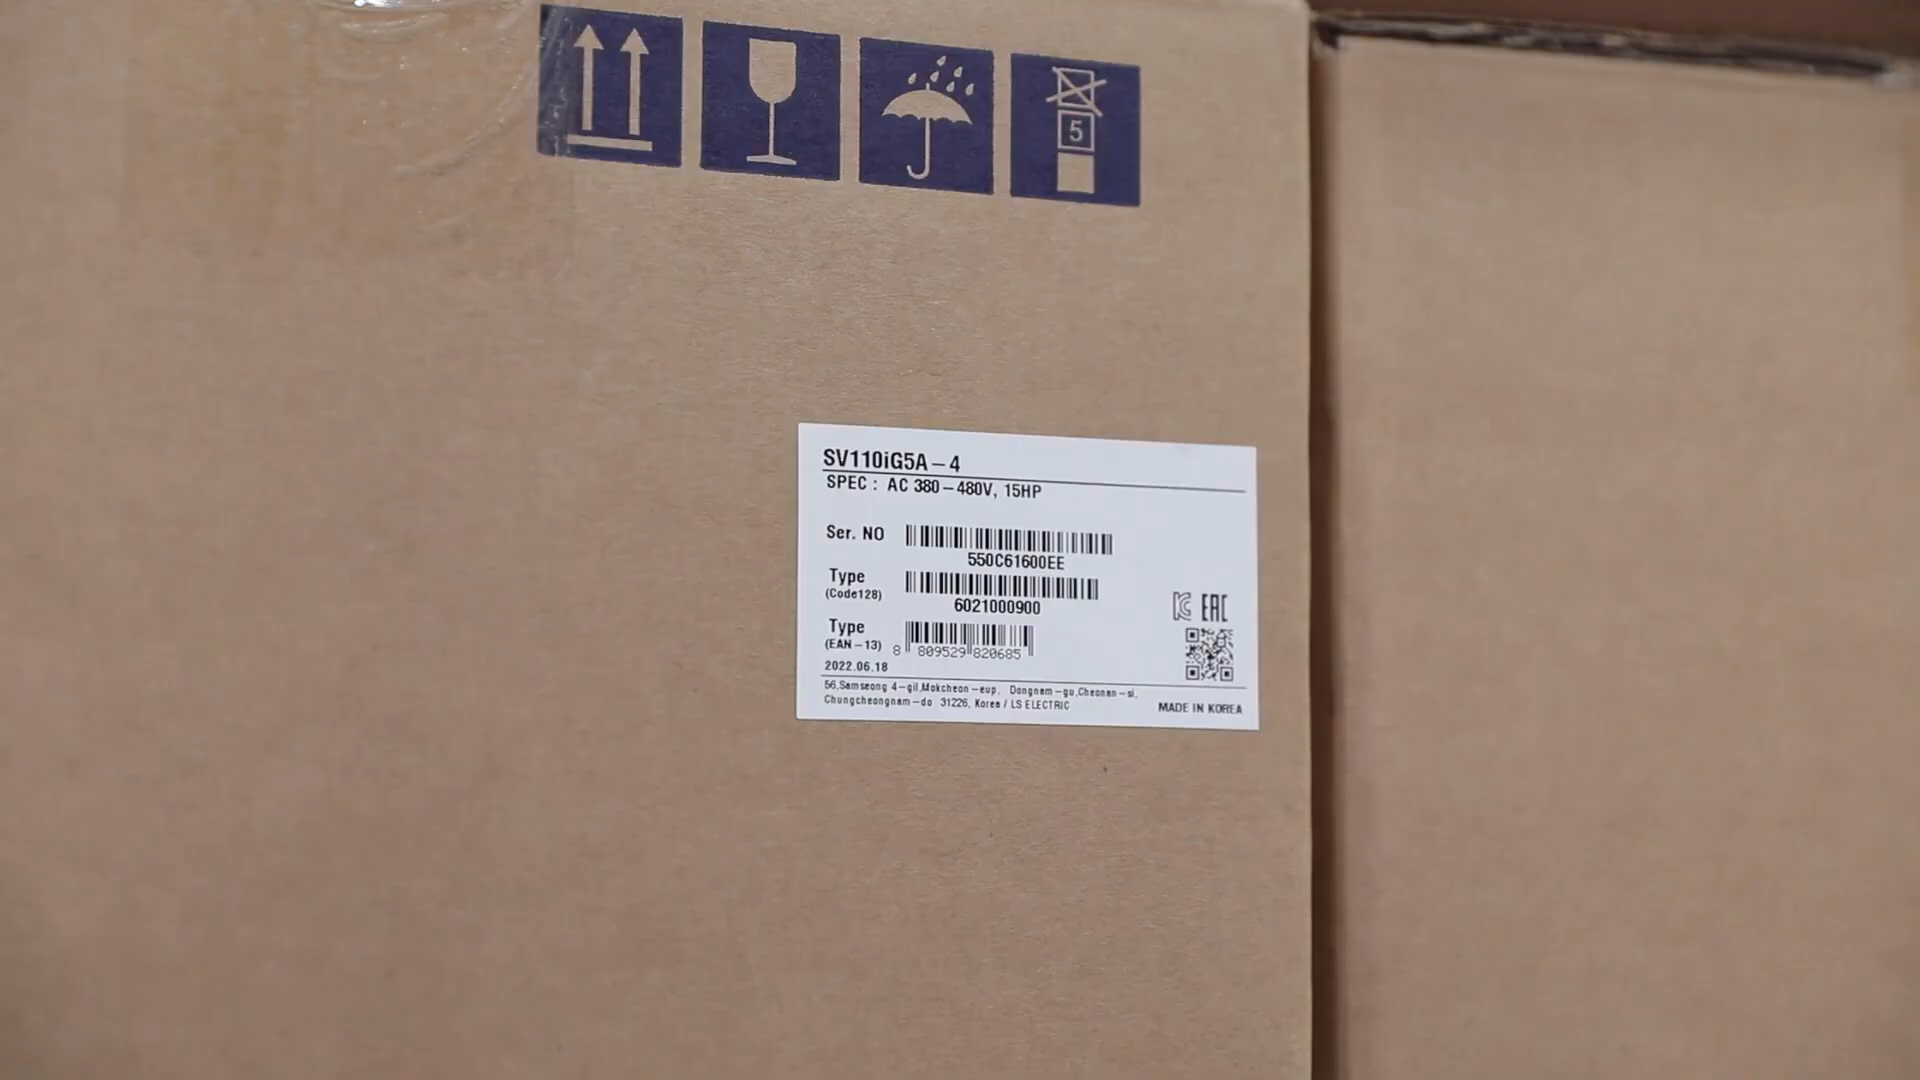 5
SV110iG5A-4
SPEC : AC 380-480V, 15HP
Ser. NO
550C61600EE
Type
(Code128)
6021000900
Type
(EAN-13)
8 809529 820685
2022.06.18
56,Samseong 4-gil,Mokcheon-eup, Dongnam-gu,Cheonan-si,
Chungcheongnam-do 31226, Korea / LS ELECTRIC
KC EAC
MADE IN KOREA